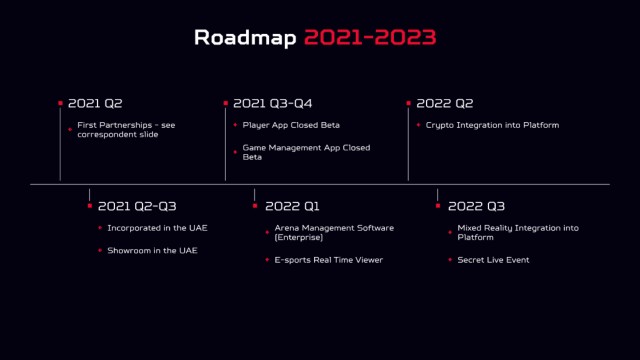 Roadmap 2021-2023
2021 Q2
First Partnerships - see
correspondent slide
2021 Q3-Q4
Player App Closed Beta
Game Management App Closed
Beta
2022 Q2
Crypto Integration into Platform
2021 Q2-Q3
Incorporated in the UAE
Showroom in the UAE
2022 Q1
Arena Management Software
(Enterprise)
E-sports Real Time Viewer
2022 Q3
Mixed Reality Integration into
Platform
Secret Live Event